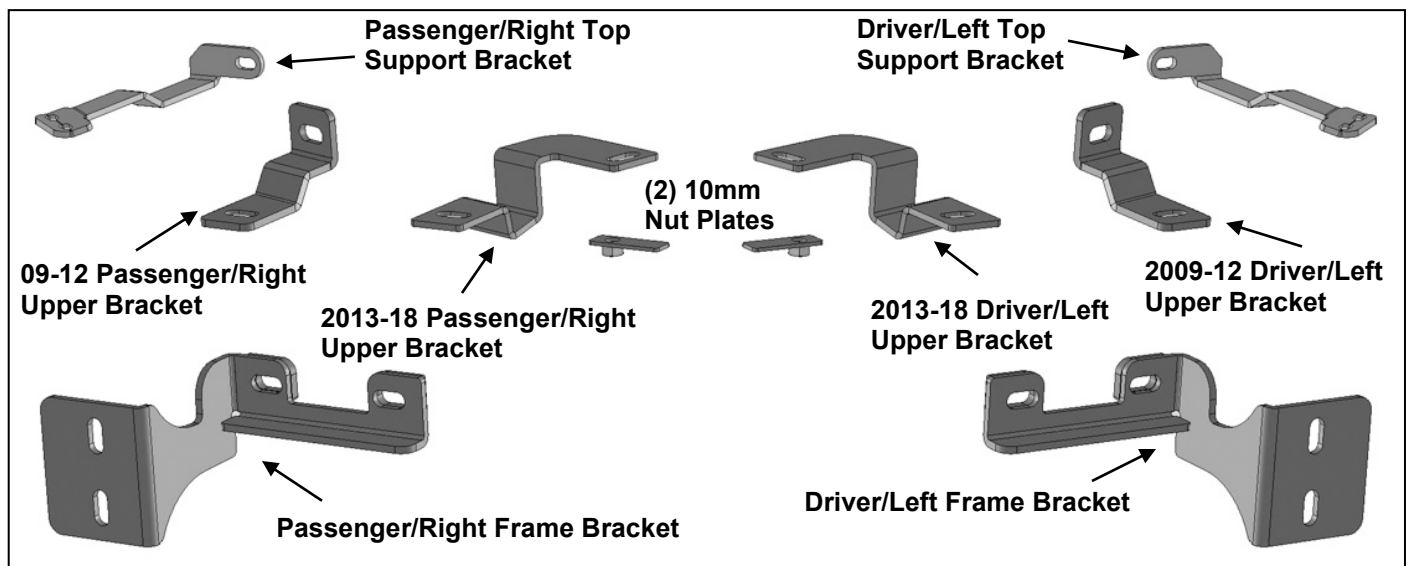 Passenger/Right Top
Support Bracket
Driver/Left Top
Support Bracket
(2) 10mm
Nut Plates
09-12 Passenger/Right
Upper Bracket
2013-18 Passenger/Right
Upper Bracket
2013-18 Driver/Left
Upper Bracket
2009-12 Driver/Left
Upper Bracket
Passenger/Right Frame Bracket
Driver/Left Frame Bracket